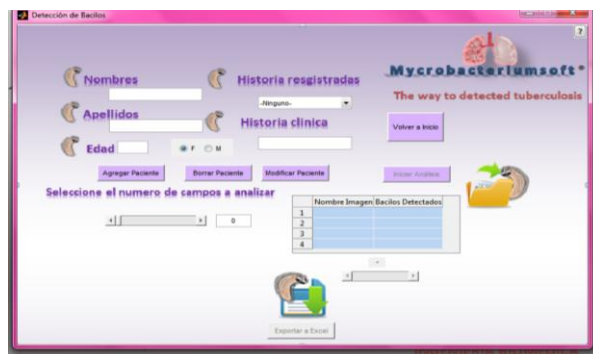 Detección de Bacilos
?
Nombres
Historia resgistradas
Mycrobacteriumsoft*
The way to detected tuberculosis
-Ninguno-
Apellidos
Historia clinica
Volver a Inicio
Edad
F
M
Agregar Paciente
Borrar Paciente
Modificar Paciente
Iniciar Análisis
Seleccione el numero de campos a analizar
Nombre Imagen
Bacilos Detectados
1
2
3
4
0
Exportar a Excel